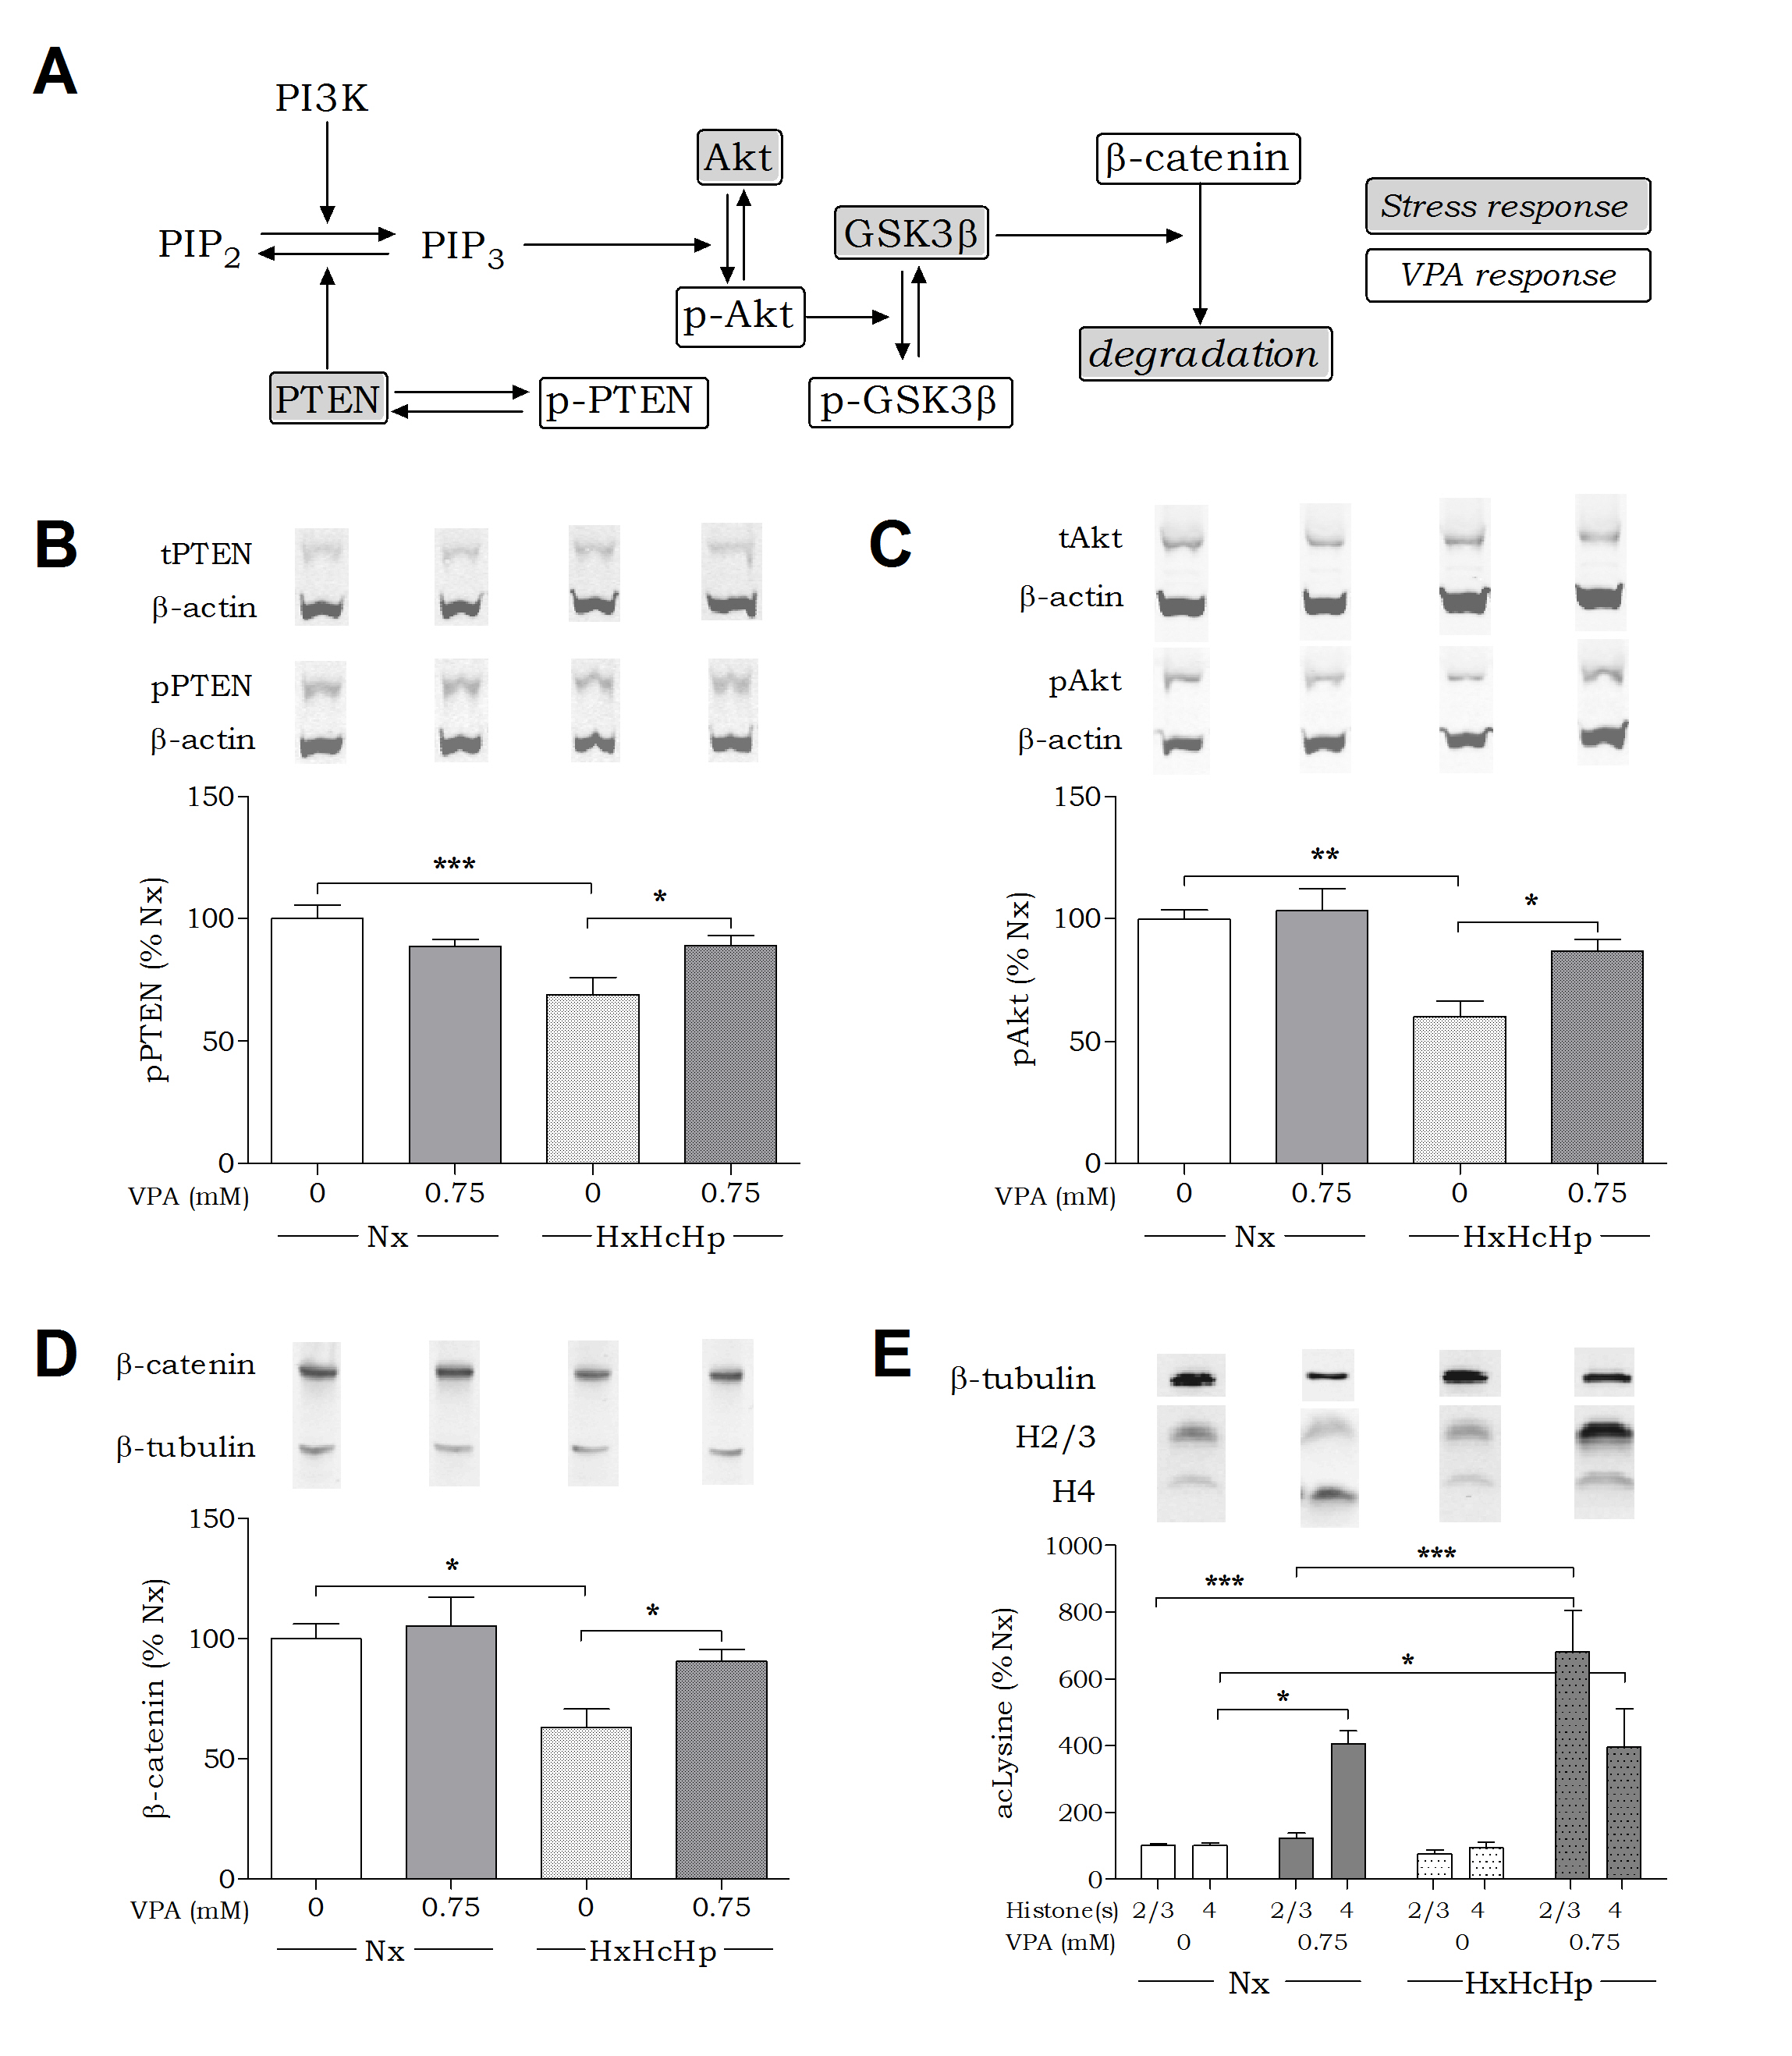 A
PI3K
Akt
β-catenin
Stress response
PIP2
PIP3
GSK3β
VPA response
p-Akt
degradation
PTEN
p-PTEN
p-GSK3β
B
tPTEN
β-actin
pPTEN
β-actin
150
100
50
0
pPTEN (% Nx)
***
*
VPA (mM) 0 0.75 0 0.75
Nx HxHcHp
C
tAkt
β-actin
pAkt
β-actin
150
100
50
0
pAkt (% Nx)
**
*
VPA (mM) 0 0.75 0 0.75
Nx HxHcHp
D
β-catenin
β-tubulin
150
100
50
0
β-catenin (% Nx)
*
*
VPA (mM) 0 0.75 0 0.75
Nx HxHcHp
E
β-tubulin
H2/3
H4
1000
800
600
400
200
0
acLysine (% Nx)
***
***
*
*
Histone(s) 2/3 4 2/3 4 2/3 4 2/3 4
VPA (mM) 0 0.75 0 0.75
Nx HxHcHp